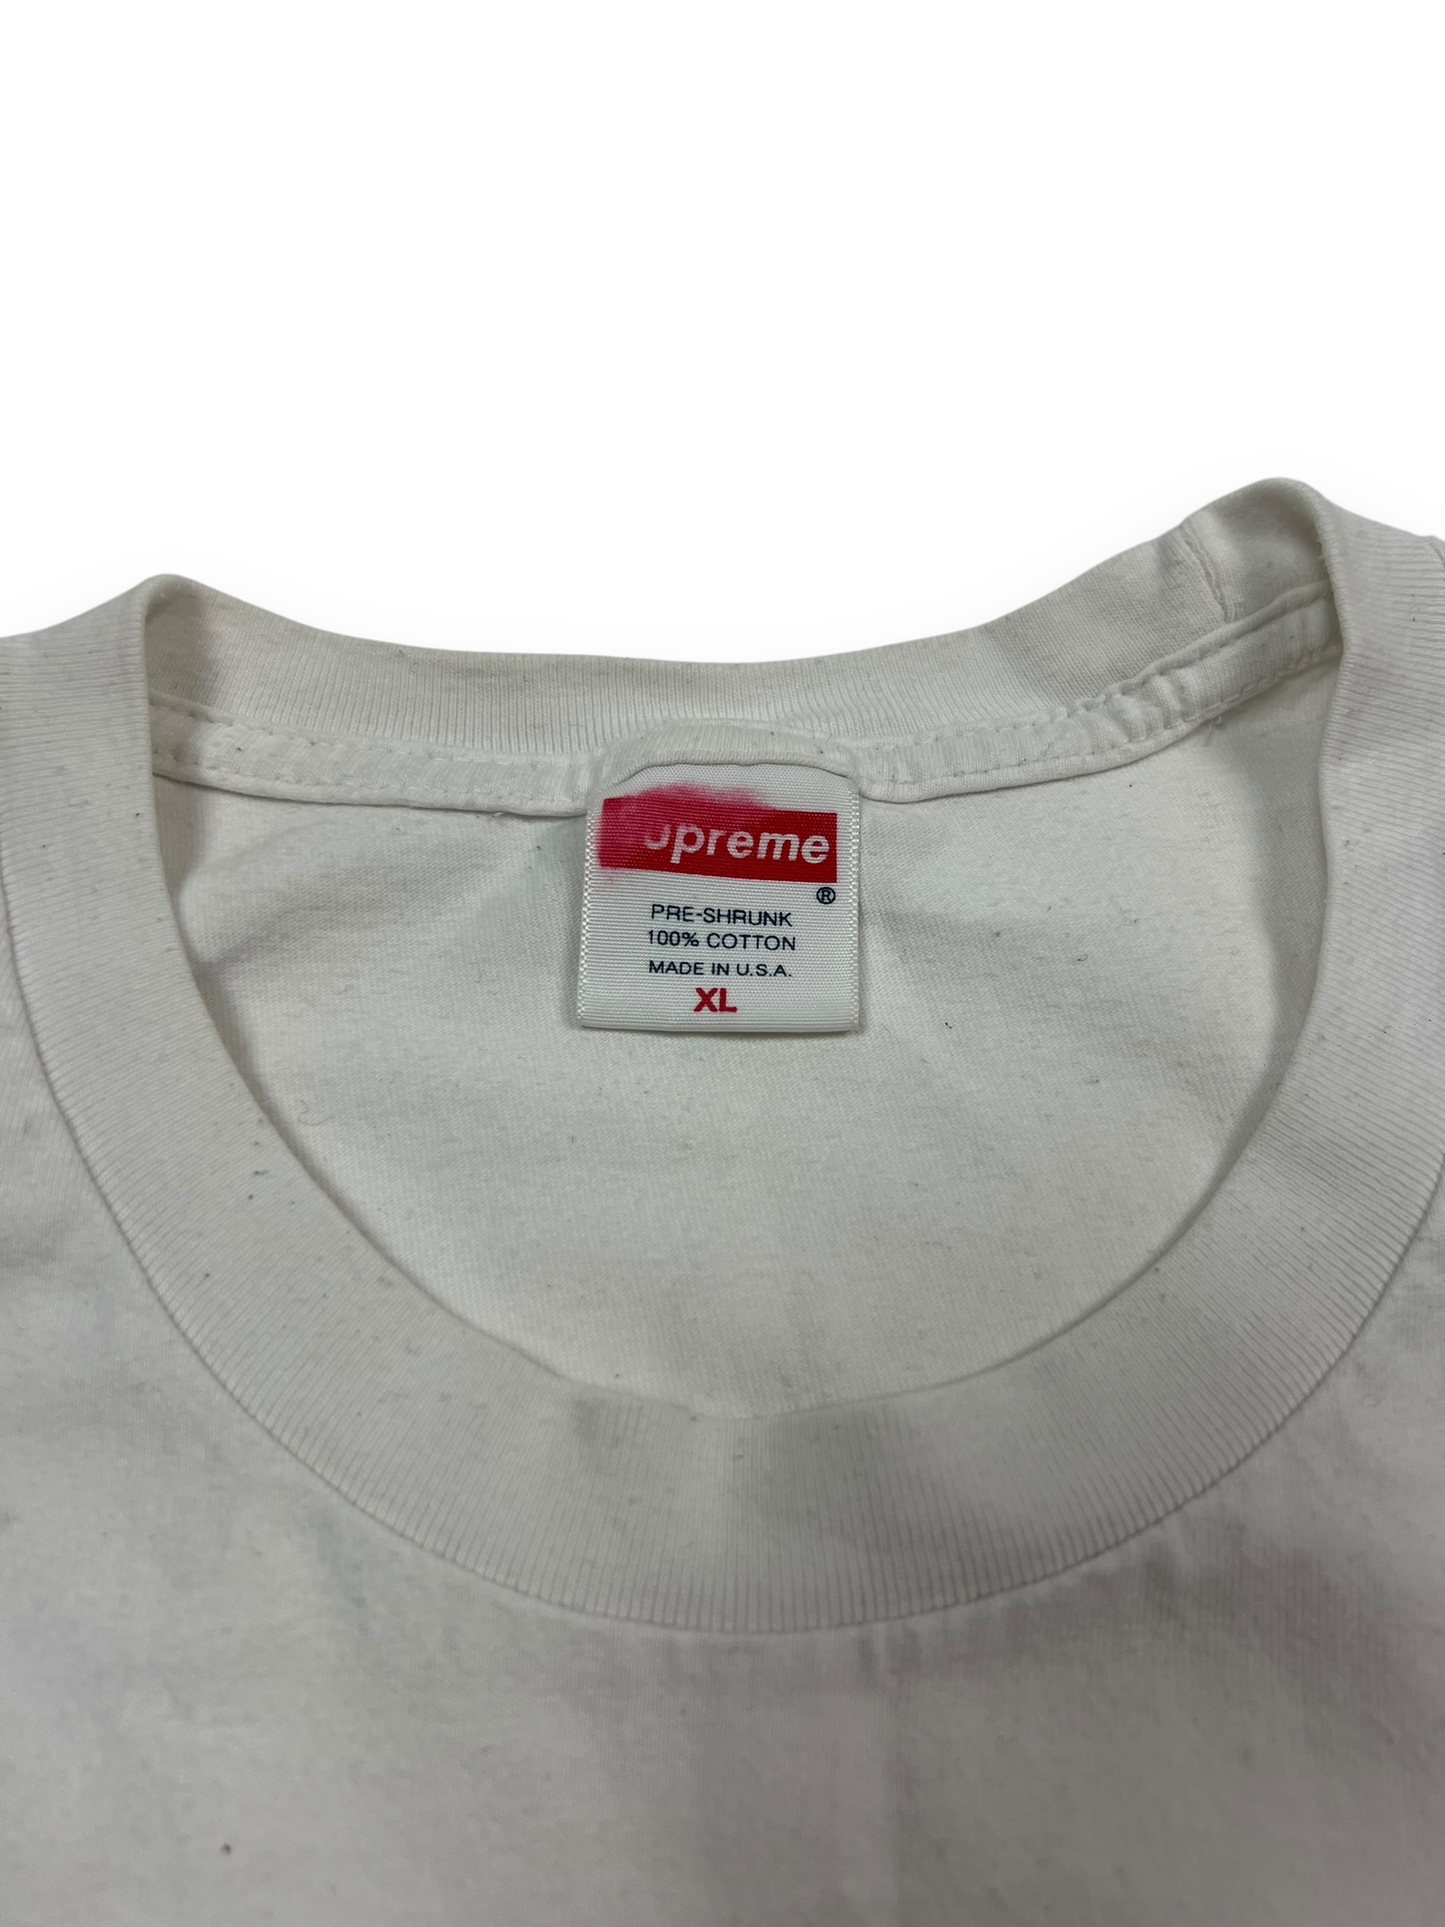 upreme
®
PRE-SHRUNK
100% COTTON
MADE IN U.S.A.
XL